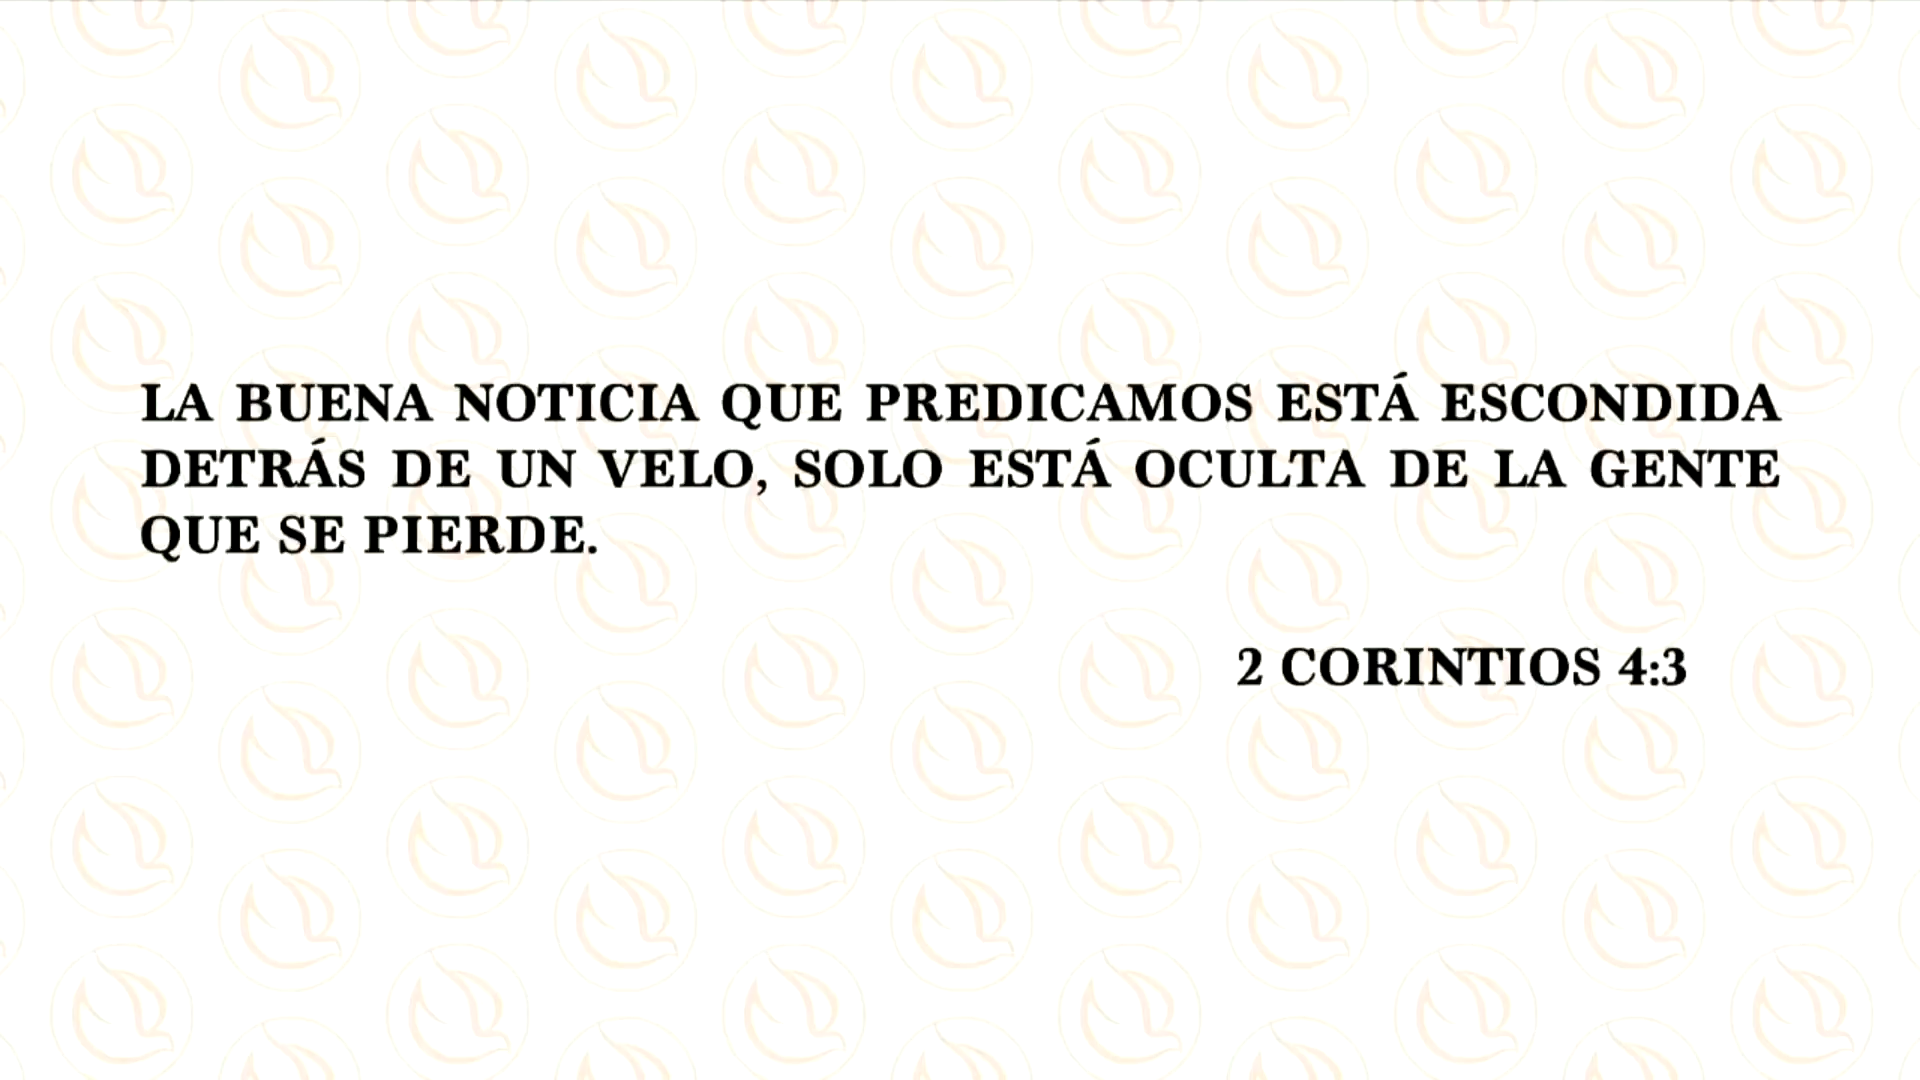 LA BUENA NOTICIA QUE PREDICAMOS ESTÁ ESCONDIDA
DETRÁS DE UN VELO, SOLO ESTÁ OCULTA DE LA GENTE
QUE SE PIERDE.
2 CORINTIOS 4:3